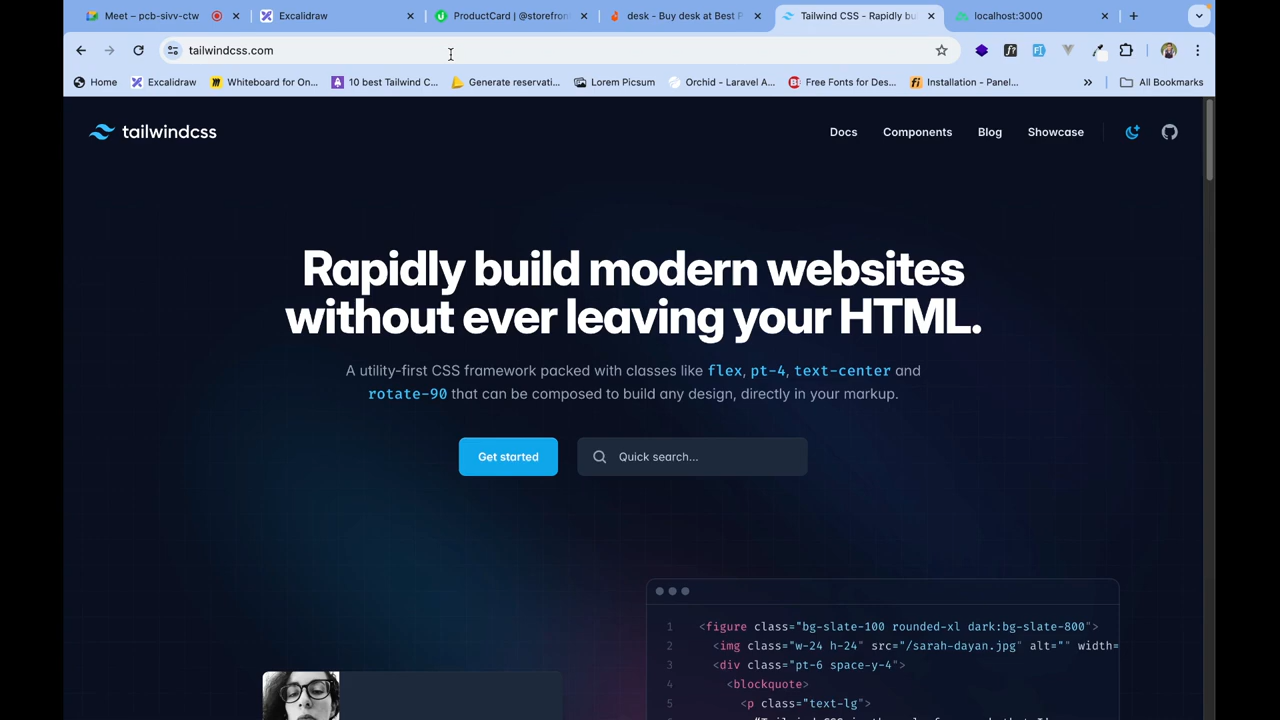 Meet – pcb-sivv-ctw
Excalidraw
ProductCard | @storefron
desk - Buy desk at Best P
Tailwind CSS - Rapidly bu
localhost:3000
tailwindcss.com
Home
Excalidraw
Whiteboard for On...
10 best Tailwind C...
Generate reservati...
Lorem Picsum
Orchid - Laravel A...
Free Fonts for Des...
Installation - Panel...
»
All Bookmarks
tailwindcss
Docs
Components
Blog
Showcase
Rapidly build modern websites
without ever leaving your HTML.
A utility-first CSS framework packed with classes like flex, pt-4, text-center and
rotate-90 that can be composed to build any design, directly in your markup.
Get started
Quick search...
1 <figure class="bg-slate-100 rounded-xl dark:bg-slate-800">
2 <img class="w-24 h-24" src="/sarah-dayan.jpg" alt="" width=
3 <div class="pt-6 space-y-4">
4 <blockquote>
5 <p class="text-lg">